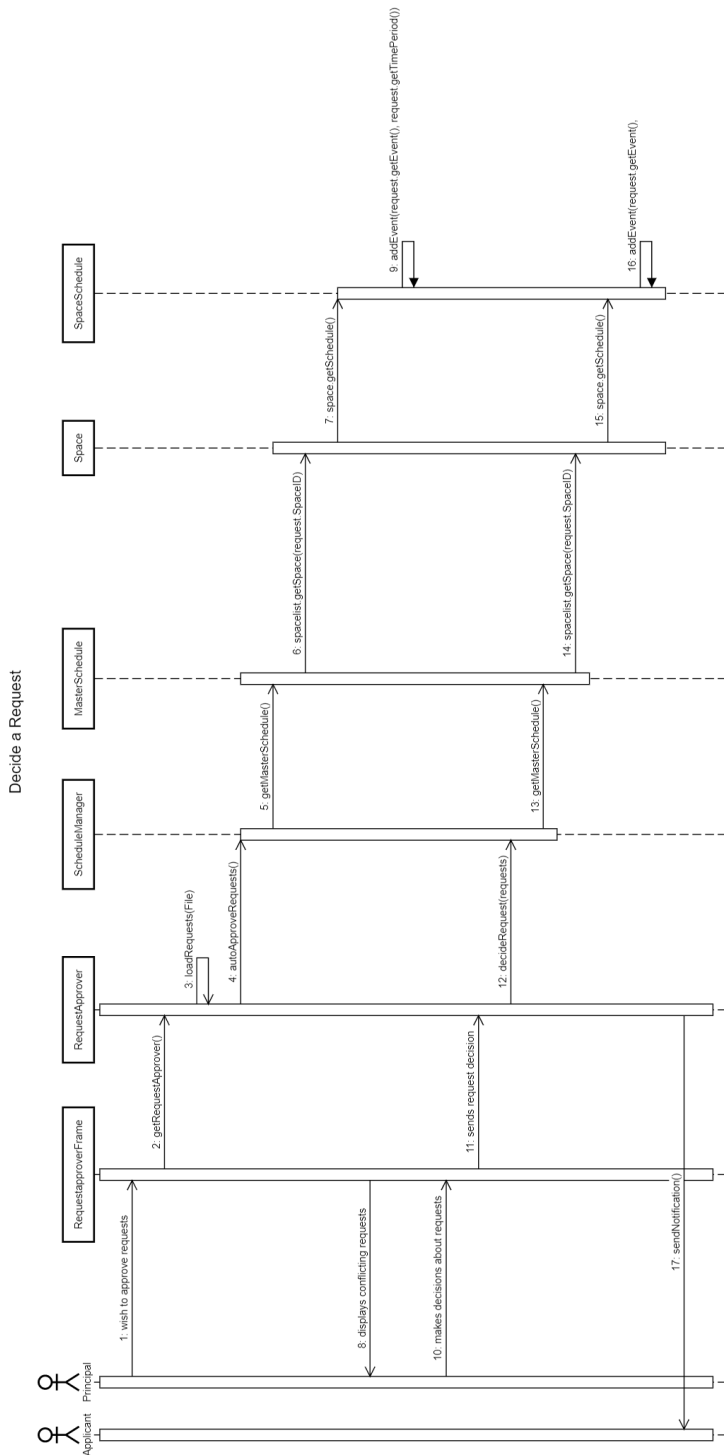 Decide a Request
Applicant
Principal
RequestapproverFrame
RequestApprover
ScheduleManager
MasterSchedule
Space
SpaceSchedule
1: wish to approve requests
2: getRequestApprover()
3: loadRequests(File)
4: autoApproveRequests()
5: getMasterSchedule()
6: spacelist.getSpace(request.SpaceID)
7: space.getSchedule()
8: displays conflicting requests
9: addEvent(request.getEvent(), request.getTimePeriod())
10: makes decisions about requests
11: sends request decision
12: decideRequest(requests)
13: getMasterSchedule()
14: spacelist.getSpace(request.SpaceID)
15: space.getSchedule()
16: addEvent(request.getEvent(),
17: sendNotification()